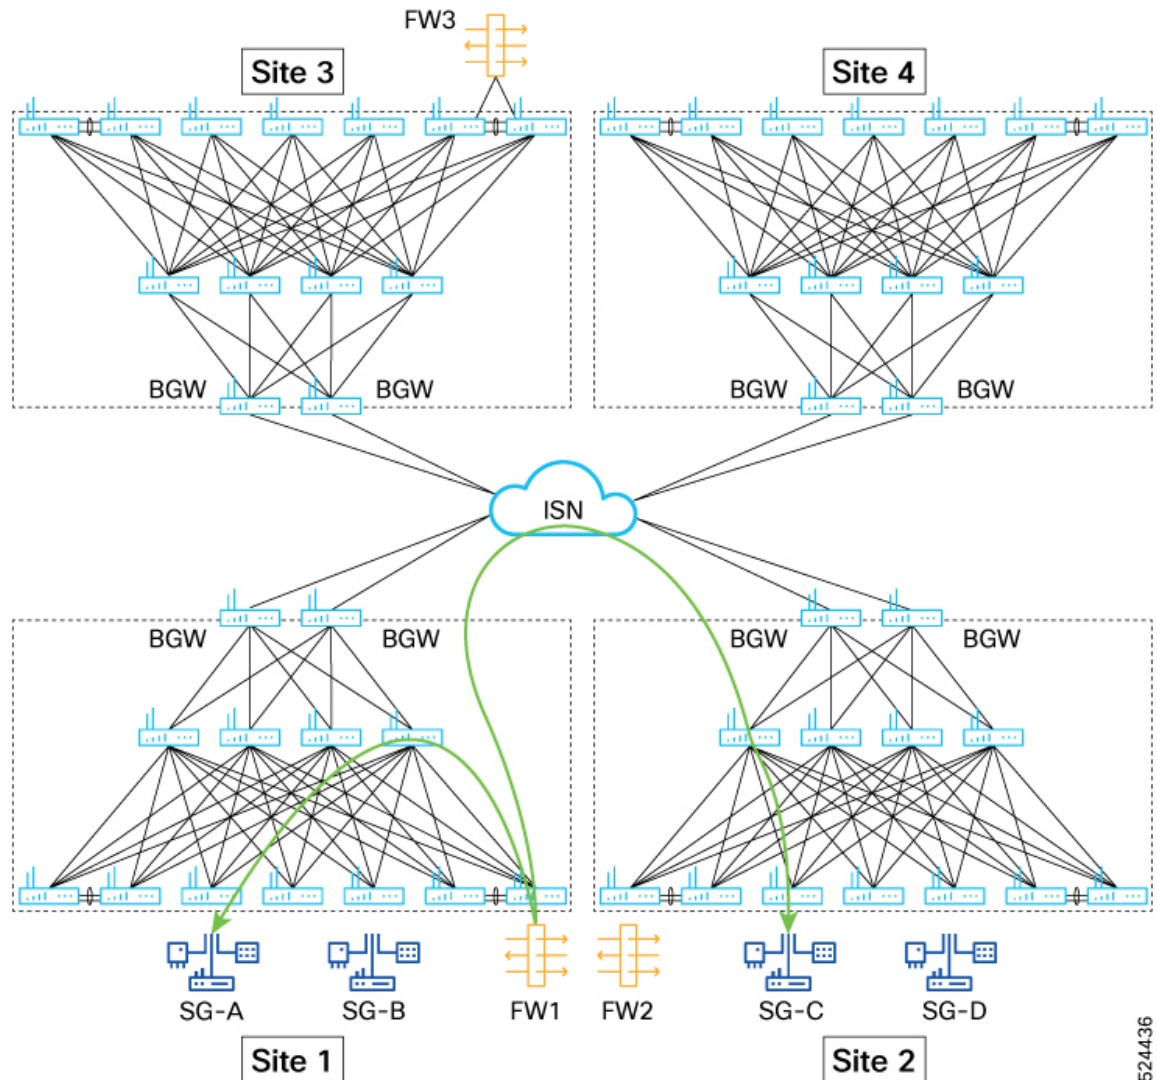 FW3
Site 3
Site 4
BGW
BGW
BGW
BGW
ISN
BGW
BGW
BGW
BGW
SG-A
SG-B
FW1
FW2
SG-C
SG-D
Site 1
Site 2
524436